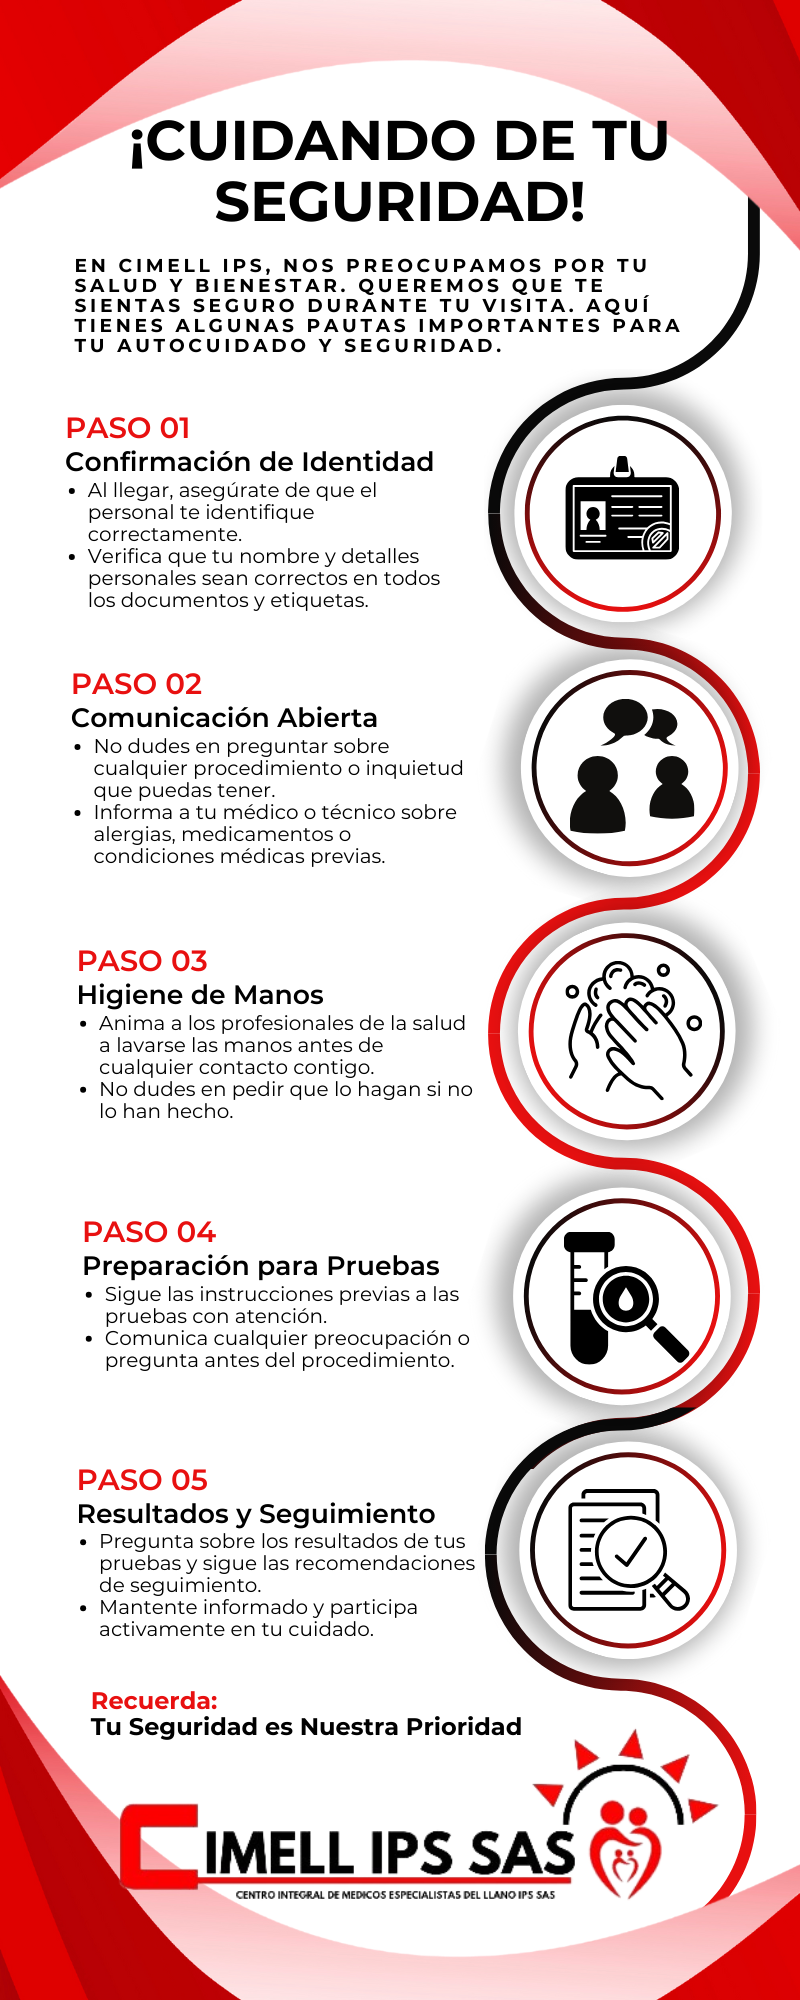 ¡CUIDANDO DE TU
SEGURIDAD!
EN CIMELL IPS, NOS PREOCUPAMOS POR TU
SALUD Y BIENESTAR. QUEREMOS QUE TE
SIENTAS SEGURO DURANTE TU VISITA. AQUÍ
TIENES ALGUNAS PAUTAS IMPORTANTES PARA
TU AUTOCUIDADO Y SEGURIDAD.
PASO 01
Confirmación de Identidad
• Al llegar, asegúrate de que el
personal te identifique
correctamente.
• Verifica que tu nombre y detalles
personales sean correctos en todos
los documentos y etiquetas.
PASO 02
Comunicación Abierta
• No dudes en preguntar sobre
cualquier procedimiento o inquietud
que puedas tener.
• Informa a tu médico o técnico sobre
alergias, medicamentos o
condiciones médicas previas.
PASO 03
Higiene de Manos
• Anima a los profesionales de la salud
a lavarse las manos antes de
cualquier contacto contigo.
• No dudes en pedir que lo hagan si no
lo han hecho.
PASO 04
Preparación para Pruebas
• Sigue las instrucciones previas a las
pruebas con atención.
• Comunica cualquier preocupación o
pregunta antes del procedimiento.
PASO 05
Resultados y Seguimiento
• Pregunta sobre los resultados de tus
pruebas y sigue las recomendaciones
de seguimiento.
• Mantente informado y participa
activamente en tu cuidado.
Recuerda:
Tu Seguridad es Nuestra Prioridad
CIMELL IPS SAS
CENTRO INTEGRAL DE MEDICOS ESPECIALISTAS DEL LLANO IPS SAS